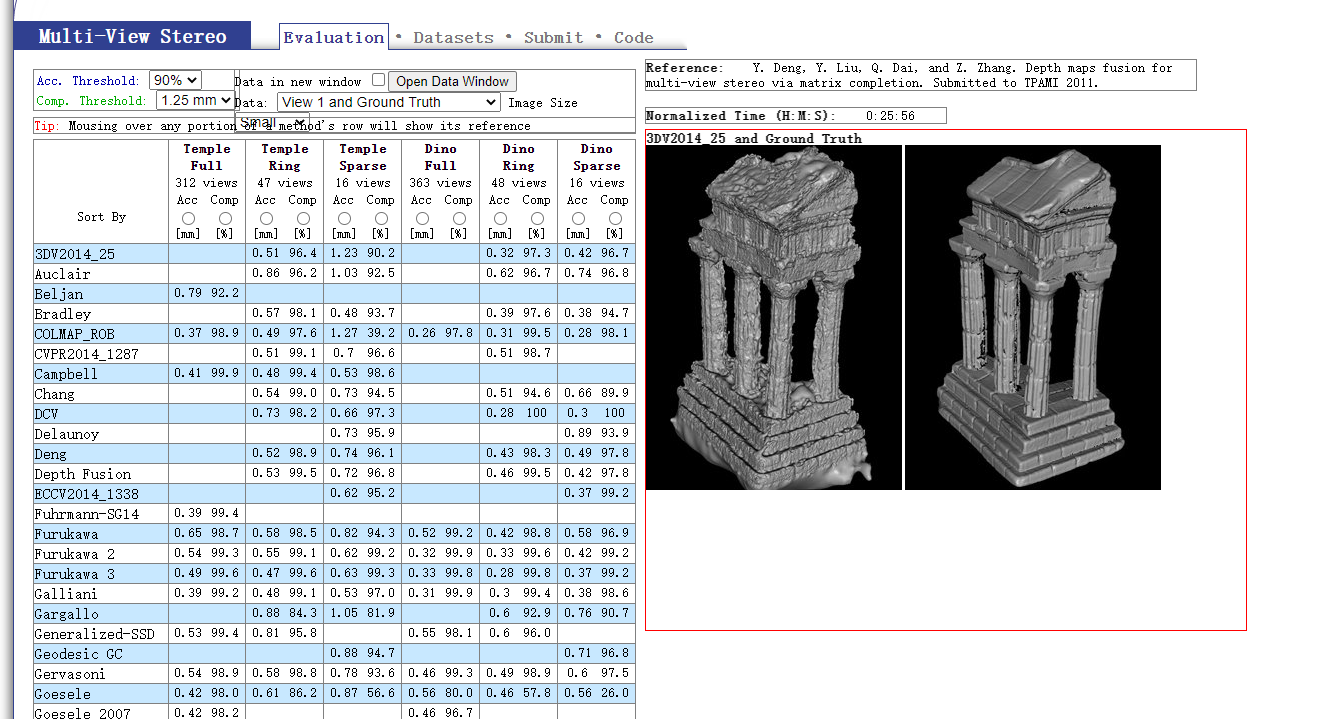 Multi-View Stereo
Evaluation • Datasets • Submit • Code
Acc. Threshold: 90%
Comp. Threshold: 1.25 mm
Data in new window Open Data Window
Data: View 1 and Ground Truth Image Size
Small
Tip: Mousing over any portion of a method's row will show its reference
Reference: Y. Deng, Y. Liu, Q. Dai, and Z. Zhang. Depth maps fusion for
multi-view stereo via matrix completion. Submitted to TPAMI 2011.
Normalized Time (H:M:S): 0:25:56
3DV2014_25 and Ground Truth
Temple Temple Temple Dino Dino Dino
Full Ring Sparse Full Ring Sparse
312 views 47 views 16 views 363 views 48 views 16 views
Acc Comp Acc Comp Acc Comp Acc Comp Acc Comp Acc Comp
Sort By
[mm] [%] [mm] [%] [mm] [%] [mm] [%] [mm] [%] [mm] [%]
3DV2014_25 0.51 96.4 1.23 90.2 0.32 97.3 0.42 96.7
Auclair 0.86 96.2 1.03 92.5 0.62 96.7 0.74 96.8
Beljan 0.79 92.2
Bradley 0.57 98.1 0.48 93.7 0.39 97.6 0.38 94.7
COLMAP_ROB 0.37 98.9 0.49 97.6 1.27 39.2 0.26 97.8 0.31 99.5 0.28 98.1
CVPR2014_1287 0.51 99.1 0.7 96.6 0.51 98.7
Campbell 0.41 99.9 0.48 99.4 0.53 98.6
Chang 0.54 99.0 0.73 94.5 0.51 94.6 0.66 89.9
DCV 0.73 98.2 0.66 97.3 0.28 100 0.3 100
Delaunoy 0.73 95.9 0.89 93.9
Deng 0.52 98.9 0.74 96.1 0.43 98.3 0.49 97.8
Depth Fusion 0.53 99.5 0.72 96.8 0.46 99.5 0.42 97.8
ECCV2014_1338 0.62 95.2 0.37 99.2
Fuhrmann-SG14 0.39 99.4
Furukawa 0.65 98.7 0.58 98.5 0.82 94.3 0.52 99.2 0.42 98.8 0.58 96.9
Furukawa 2 0.54 99.3 0.55 99.1 0.62 99.2 0.32 99.9 0.33 99.6 0.42 99.2
Furukawa 3 0.49 99.6 0.47 99.6 0.63 99.3 0.33 99.8 0.28 99.8 0.37 99.2
Galliani 0.39 99.2 0.48 99.1 0.53 97.0 0.31 99.9 0.3 99.4 0.38 98.6
Gargallo 0.88 84.3 1.05 81.9 0.6 92.9 0.76 90.7
Generalized-SSD 0.53 99.4 0.81 95.8 0.55 98.1 0.6 96.0
Geodesic GC 0.88 94.7 0.71 96.8
Gervasoni 0.54 98.9 0.58 98.8 0.78 93.6 0.46 99.3 0.49 98.9 0.6 97.5
Goesele 0.42 98.0 0.61 86.2 0.87 56.6 0.56 80.0 0.46 57.8 0.56 26.0
Goesele 2007 0.42 98.2 0.46 96.7